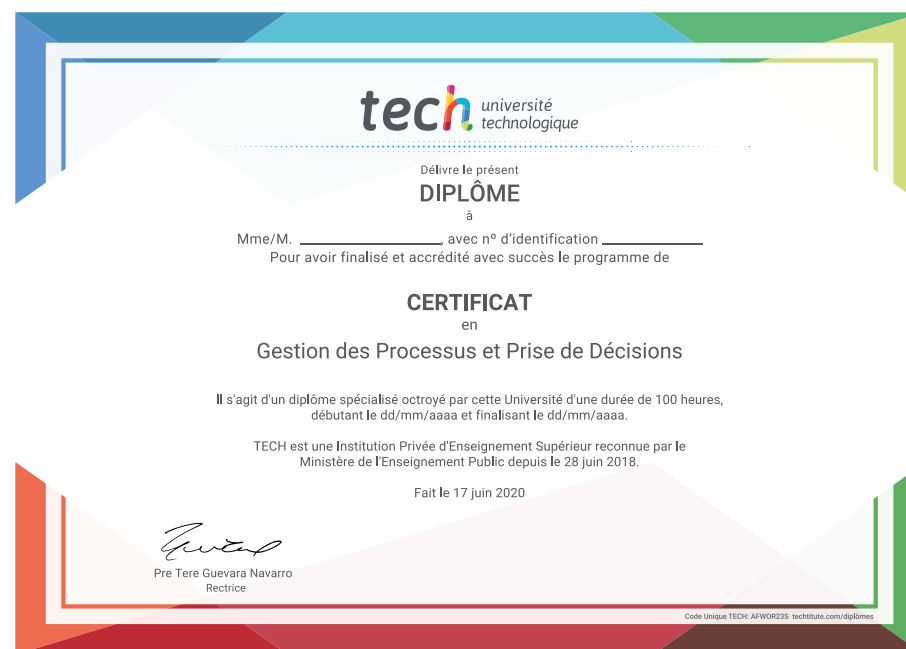 tech université
technologique
Délivre le présent
DIPLÔME
à
Mme/M. ____________________, avec nº d'identification ______________
Pour avoir finalisé et accrédité avec succès le programme de
CERTIFICAT
en
Gestion des Processus et Prise de Décisions
Il s'agit d'un diplôme spécialisé octroyé par cette Université d'une durée de 100 heures,
débutant le dd/mm/aaaa et finalisant le dd/mm/aaaa.
TECH est une Institution Privée d'Enseignement Supérieur reconnue par le
Ministère de l'Enseignement Public depuis le 28 juin 2018.
Fait le 17 juin 2020
Pre Tere Guevara Navarro
Rectrice
Code Unique TECH: AFWOR23S techtitute.com/diplômes